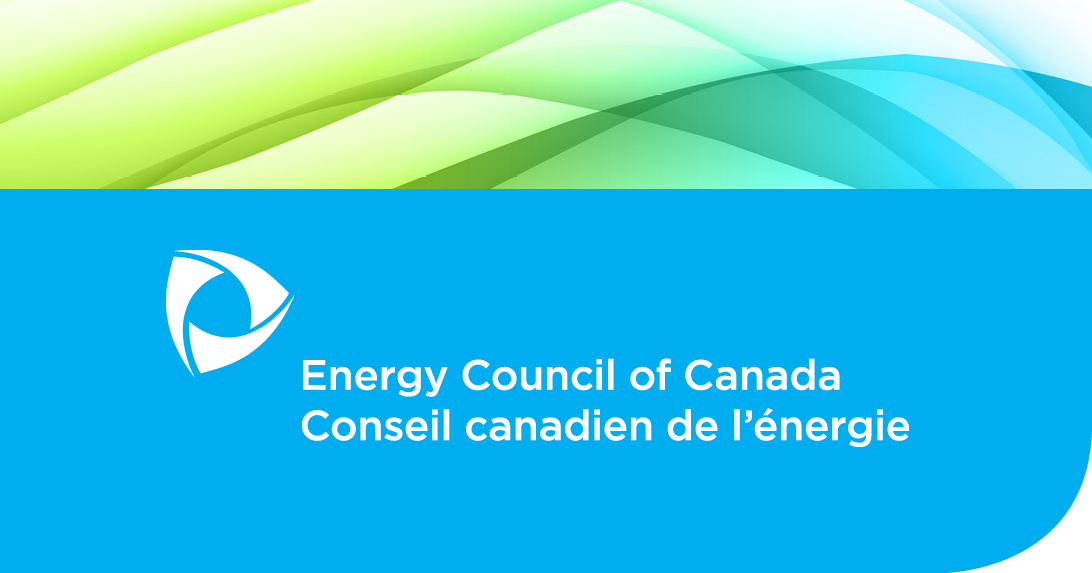 Energy Council of Canada
Conseil canadien de l’énergie